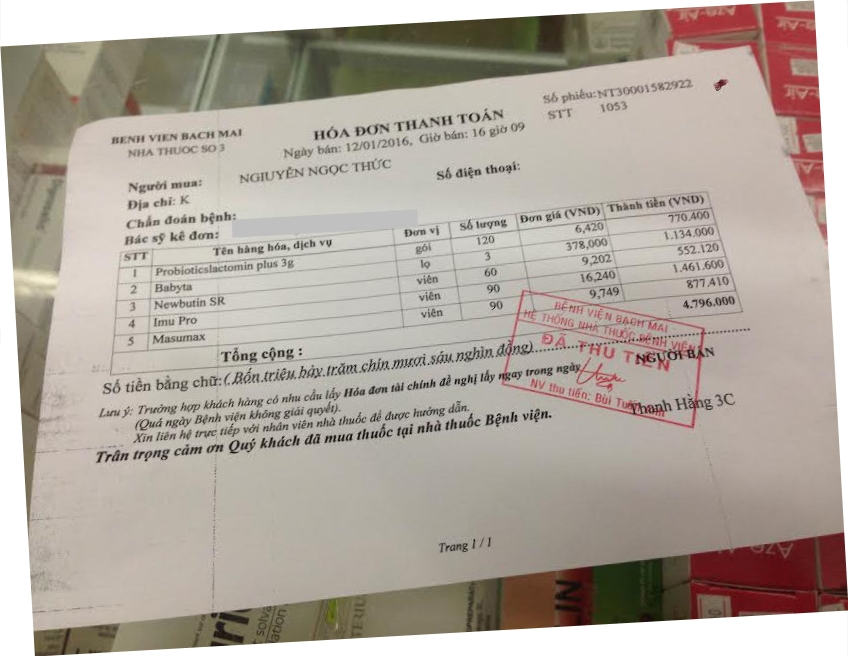 BỆNH VIỆN BẠCH MAI
NHÀ THUỐC SỐ 3
HÓA ĐƠN THANH TOÁN
Ngày bán: 12/01/2016, Giờ bán: 16 giờ 09
Số phiếu:NT30001582922
STT 1053
Người mua: NGIUYÊN NGỌC THỨC
Số điện thoại:
Địa chỉ: K
Chẩn đoán bệnh:
Bác sỹ kê đơn:
STT Tên hàng hóa, dịch vụ Đơn vị Số lượng Đơn giá (VND) Thành tiền (VND)
1 Probioticslactomin plus 3g gói 120 6,420 770.400
2 Babyta lọ 3 378,000 1.134.000
3 Newbutin SR viên 60 9,202 552.120
4 Imu Pro viên 90 16,240 1.461.600
5 Masumax viên 90 9,749 877.410
Tổng cộng : 4.796.000
Số tiền bằng chữ:( Bốn triệu bảy trăm chín mươi sáu nghìn đồng)
Lưu ý: Trường hợp khách hàng có nhu cầu lấy Hóa đơn tài chính đề nghị lấy ngay trong ngày
(Quá ngày Bệnh viện không giải quyết).
Xin liên hệ trực tiếp với nhân viên nhà thuốc để được hướng dẫn.
Trân trọng cảm ơn Quý khách đã mua thuốc tại nhà thuốc Bệnh viện.
BỆNH VIỆN BẠCH MAI
HỆ THỐNG NHÀ THUỐC BỆNH VIỆN
ĐÃ THU TIỀN
NV thu tiền: Bùi
NGƯỜI BÁN
Thanh Hằng 3C
Trang 1 / 1